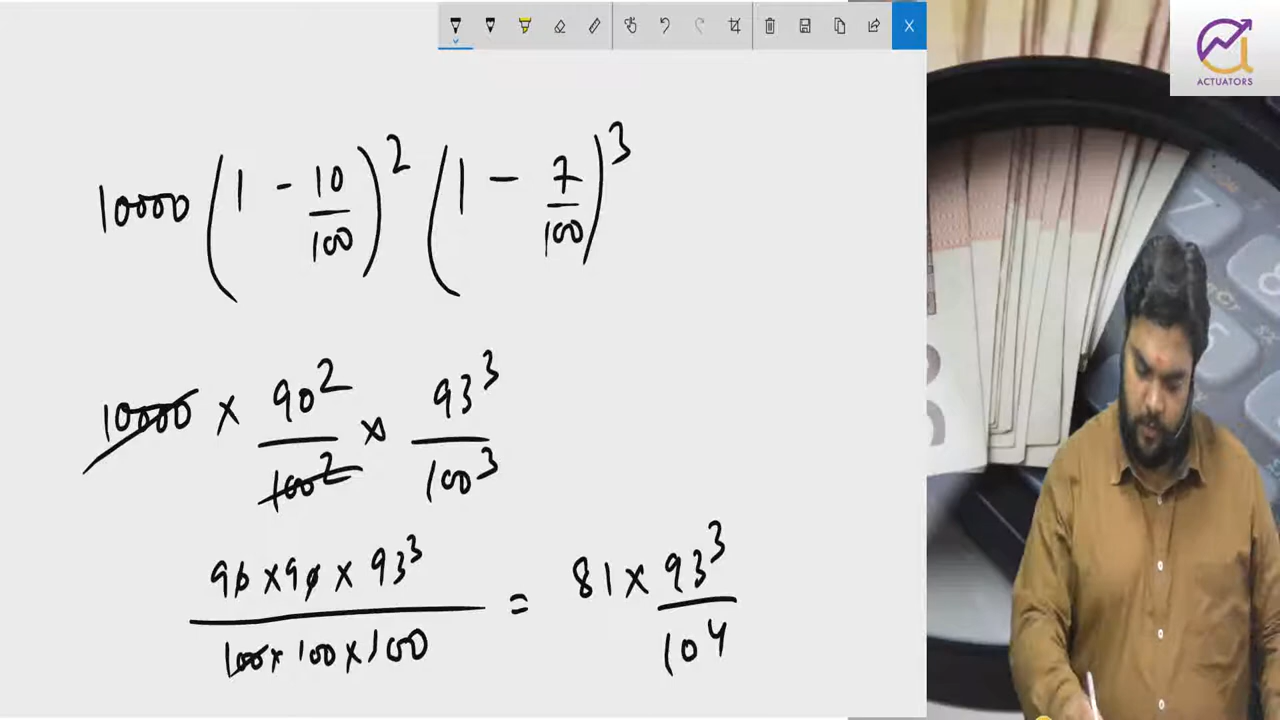 ACTUATORS
10000 (1 - 10/100)^2 (1 - 7/100)^3
10000 × 90^2/100^2 × 93^3/100^3
90×90×93^3/100×100×100 = 81×93^3/10^4